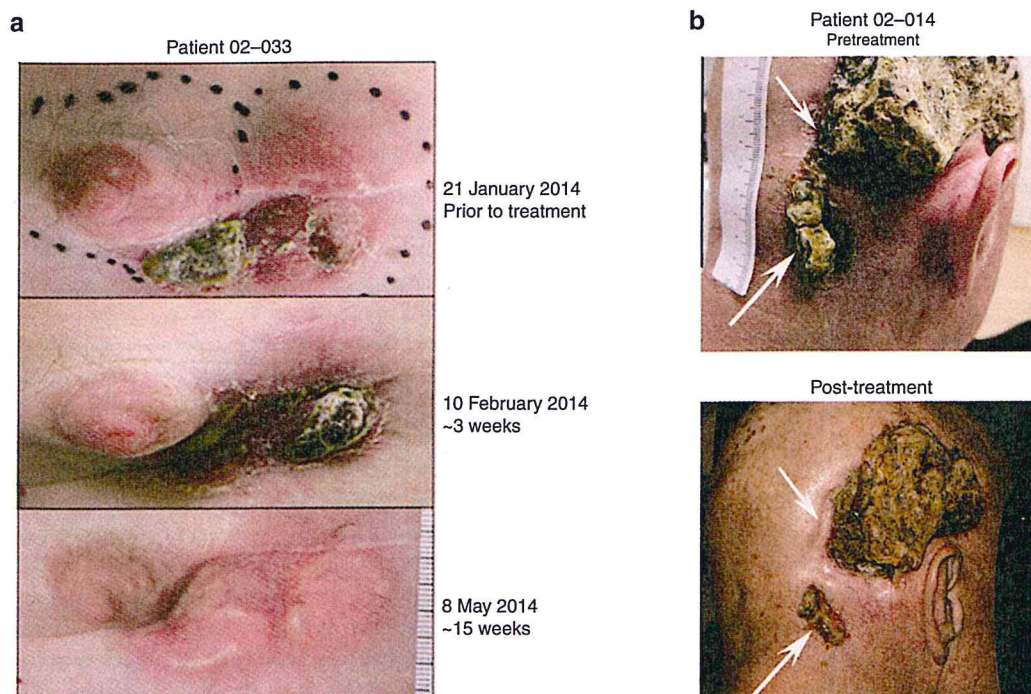 a
Patient 02–033
21 January 2014
Prior to treatment
10 February 2014
~3 weeks
8 May 2014
~15 weeks
b
Patient 02–014
Pretreatment
Post-treatment